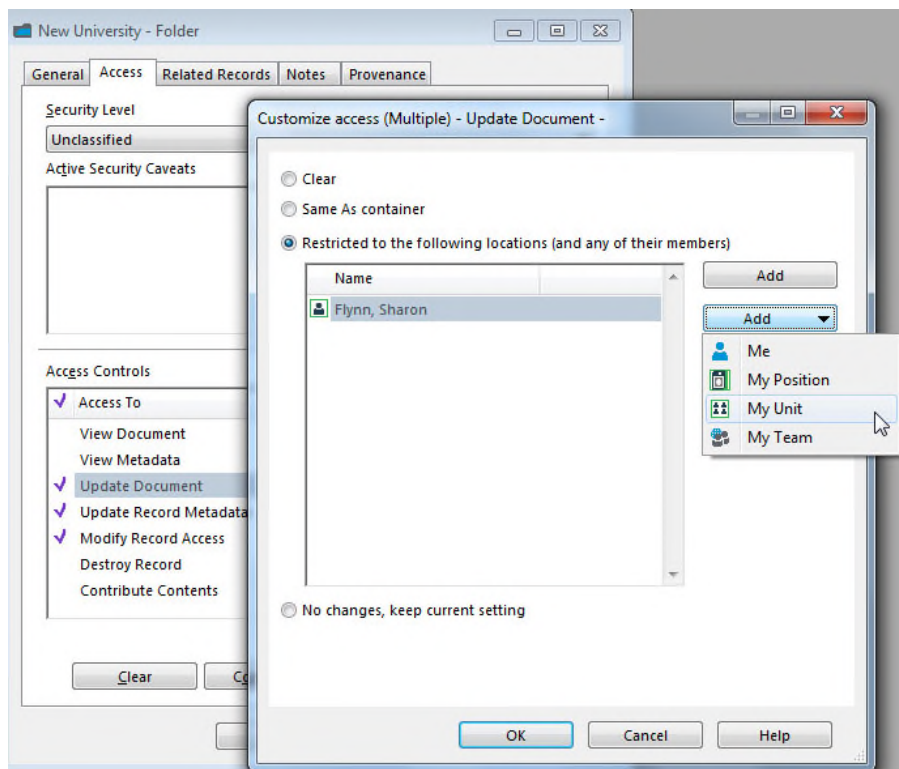 New University - Folder
General Access Related Records Notes Provenance
Security Level
Unclassified
Active Security Caveats
Access Controls
Access To
View Document
View Metadata
Update Document
Update Record Metadata
Modify Record Access
Destroy Record
Contribute Contents
Clear
Customize access (Multiple) - Update Document -
Clear
Same As container
Restricted to the following locations (and any of their members)
Name
Flynn, Sharon
Add
Add
Me
My Position
My Unit
My Team
No changes, keep current setting
OK Cancel Help